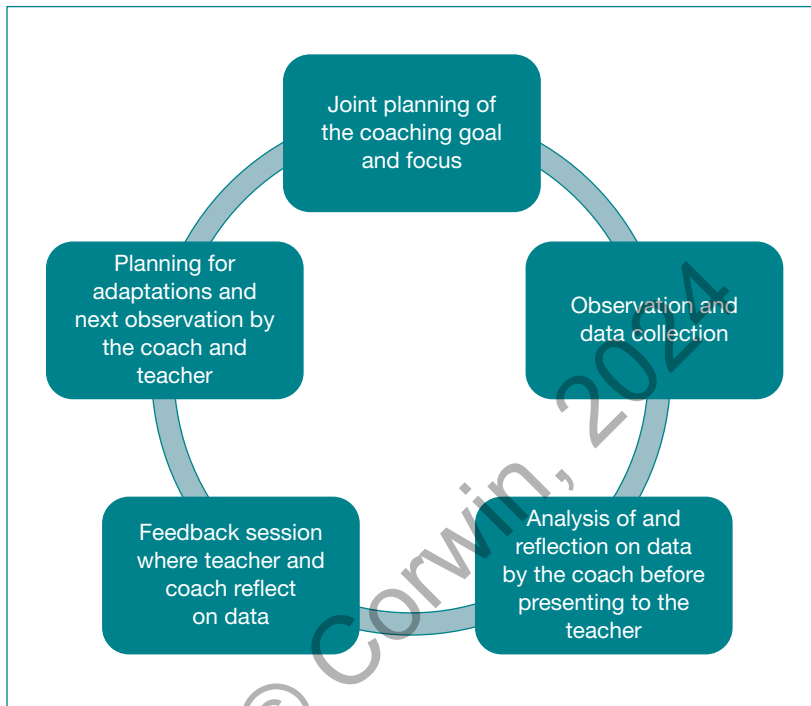 Joint planning of
the coaching goal
and focus
Observation and
data collection
Analysis of and
reflection on data
by the coach before
presenting to the
teacher
Feedback session
where teacher and
coach reflect
on data
Planning for
adaptations and
next observation by
the coach and
teacher
© Corwin, 2024